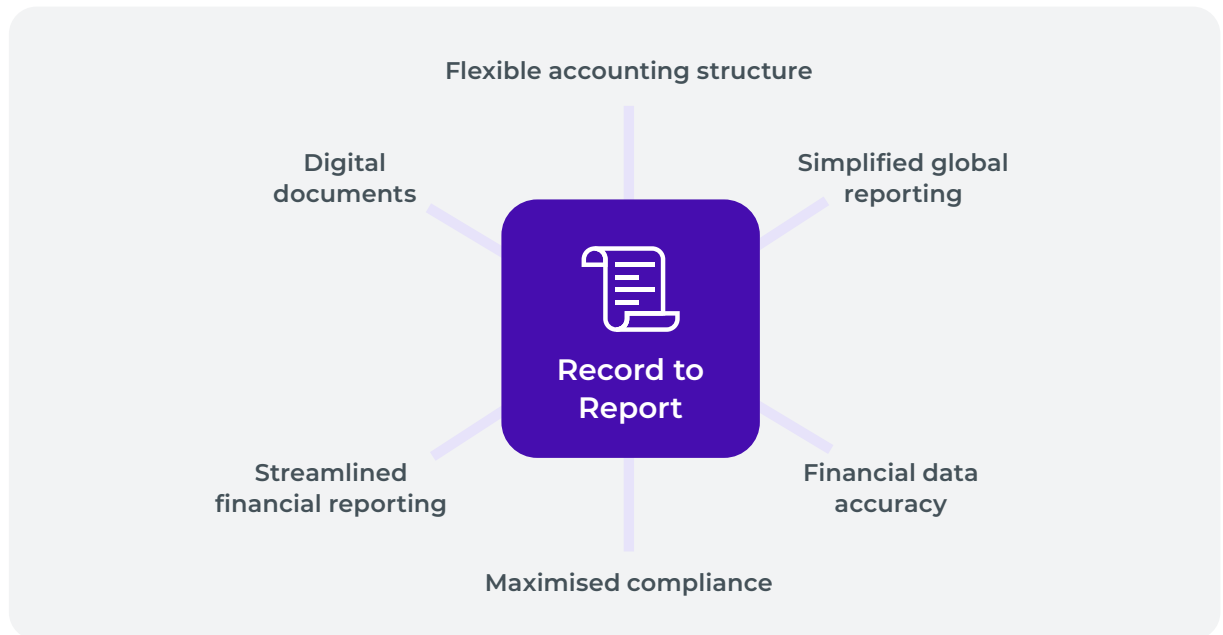 Flexible accounting structure
Digital
documents
Simplified global
reporting
Record to
Report
Streamlined
financial reporting
Financial data
accuracy
Maximised compliance